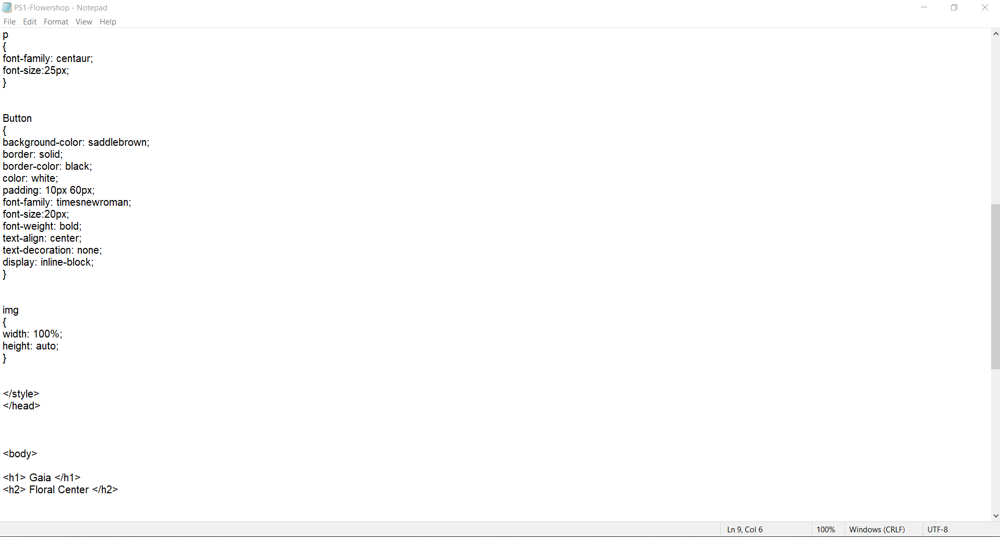 PS1-Flowershop - Notepad
File Edit Format View Help
p
{
font-family: centaur;
font-size:25px;
}
Button
{
background-color: saddlebrown;
border: solid;
border-color: black;
color: white;
padding: 10px 60px;
font-family: timesnewroman;
font-size:20px;
font-weight: bold;
text-align: center;
text-decoration: none;
display: inline-block;
}
img
{
width: 100%;
height: auto;
}
</style>
</head>
<body>
<h1> Gaia </h1>
<h2> Floral Center </h2>
Ln 9, Col 6 100% Windows (CRLF) UTF-8